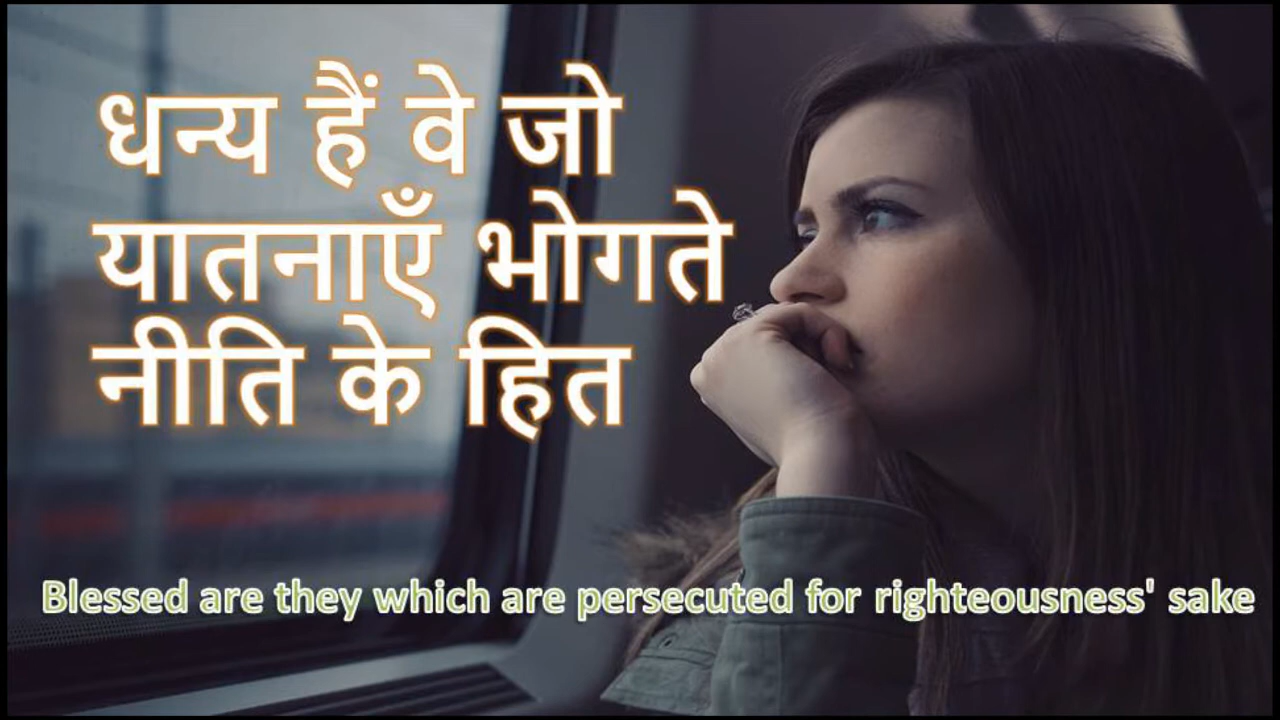 धन्य हैं वे जो
यातनाएँ भोगते
नीति के हित
Blessed are they which are persecuted for righteousness' sake